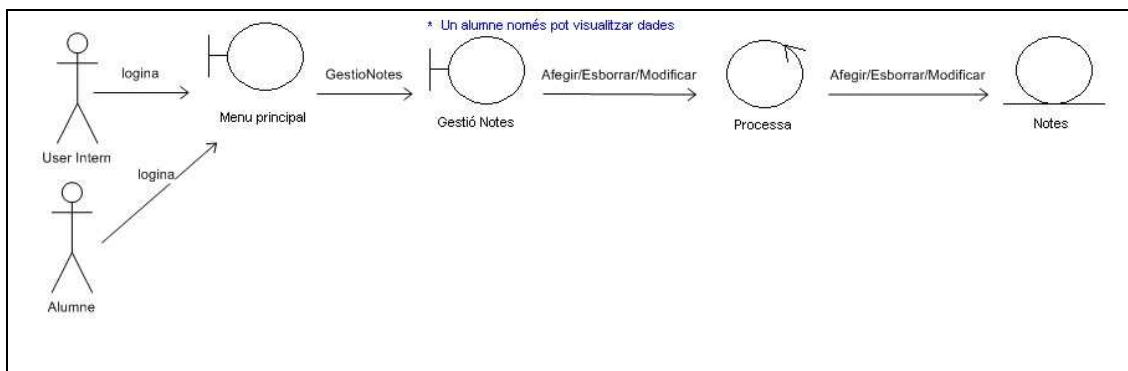 * Un alumne només pot visualitzar dades
logina
GestioNotes
Afegir/Esborrar/Modificar
Afegir/Esborrar/Modificar
Menu principal
Gestió Notes
Processa
Notes
User Intern
logina
Alumne